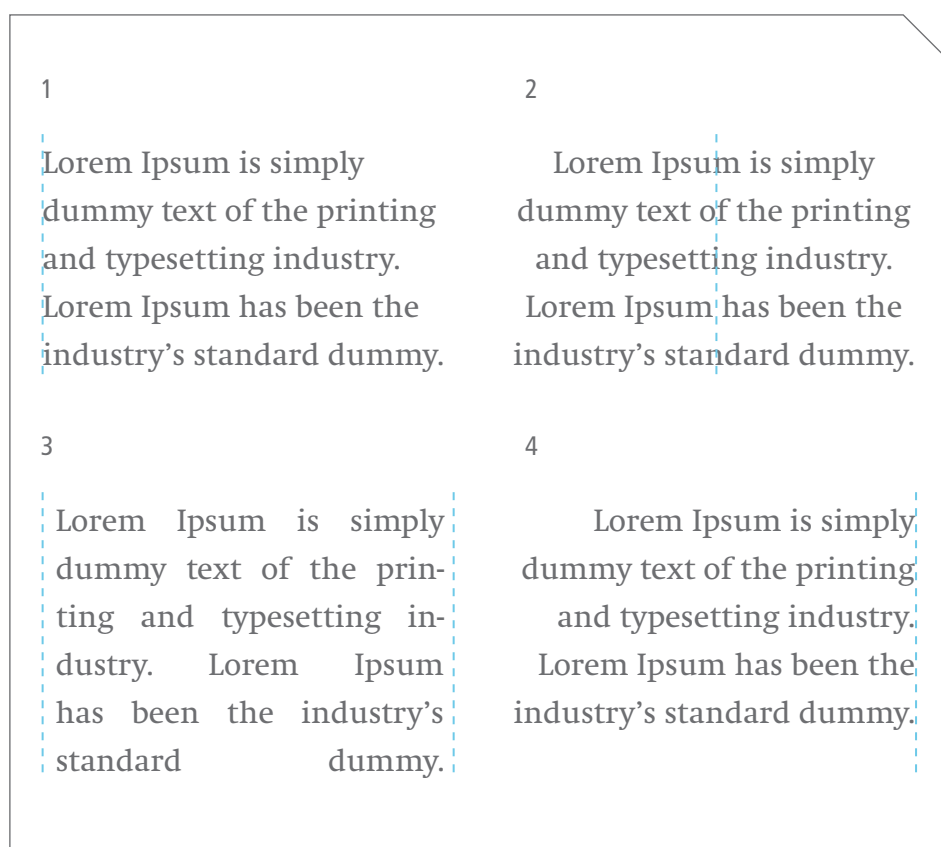 1
Lorem Ipsum is simply
dummy text of the printing
and typesetting industry.
Lorem Ipsum has been the
industry’s standard dummy.
2
Lorem Ipsum is simply
dummy text of the printing
and typesetting industry.
Lorem Ipsum has been the
industry’s standard dummy.
3
Lorem Ipsum is simply
dummy text of the prin-
ting and typesetting in-
dustry. Lorem Ipsum
has been the industry’s
standard dummy.
4
Lorem Ipsum is simply
dummy text of the printing
and typesetting industry.
Lorem Ipsum has been the
industry’s standard dummy.